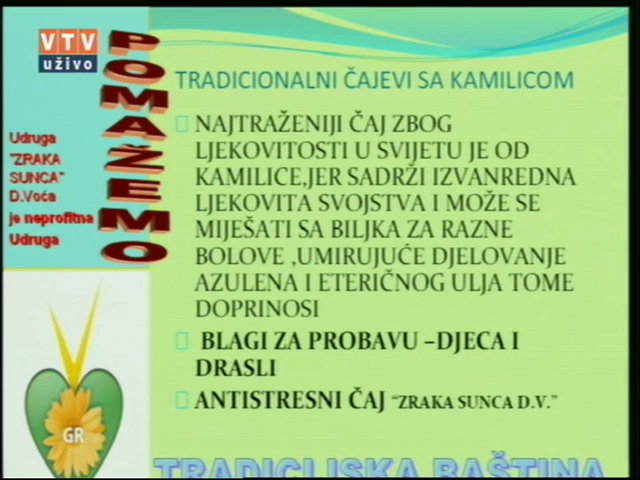 VTV
uživo
POMAŽEMO
Udruga
"ZRAKA
SUNCA"
D.Voća
je neprofitna
Udruga
TRADICIONALNI ČAJEVI SA KAMILICOM
NAJTRAŽENIJI ČAJ ZBOG
LJEKOVITOSTI U SVIJETU JE OD
KAMILICE,JER SADRŽI IZVANREDNA
LJEKOVITA SVOJSTVA I MOŽE SE
MIJEŠATI SA BILJKA ZA RAZNE
BOLOVE ,UMIRUJUĆE DJELOVANJE
AZULENA I ETERIČNOG ULJA TOME
DOPRINOSI
BLAGI ZA PROBAVU –DJECA I
DRASLI
ANTISTRESNI ČAJ "ZRAKA SUNCA D.V."
GR
TRADICIJSKA BAŠTINA